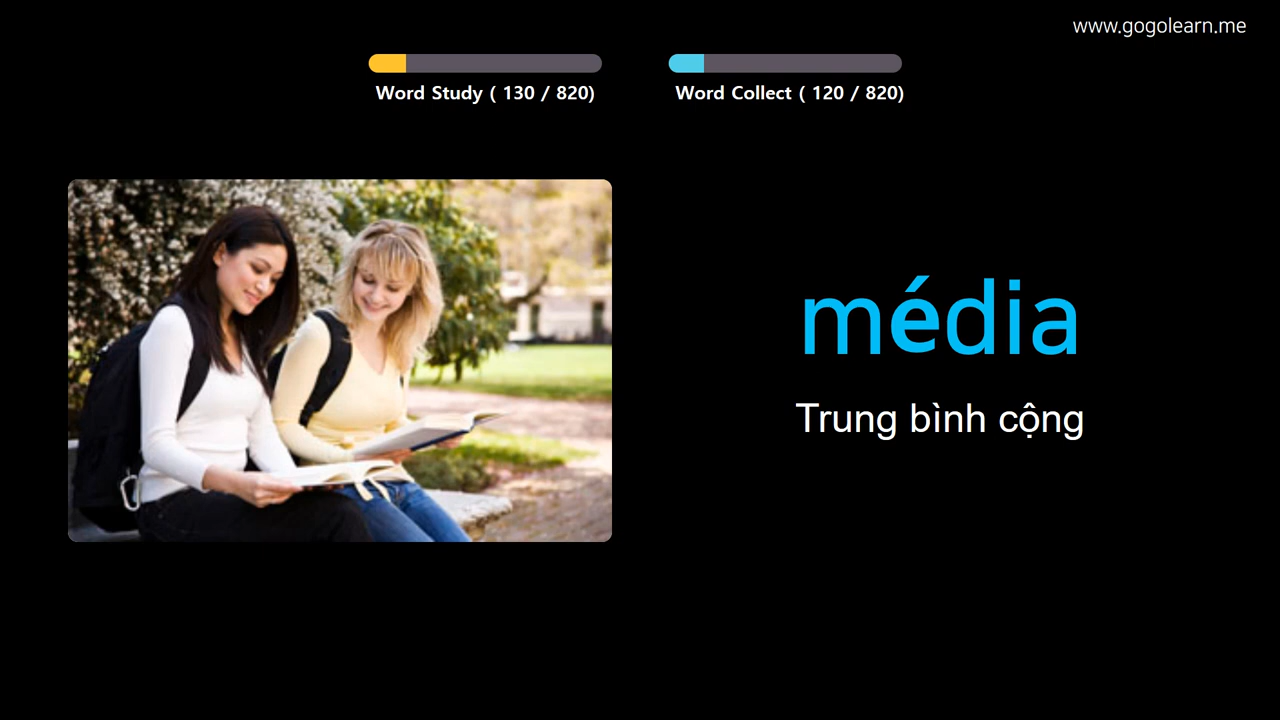 www.gogolearn.me
Word Study ( 130 / 820)
Word Collect ( 120 / 820)
média
Trung bình cộng